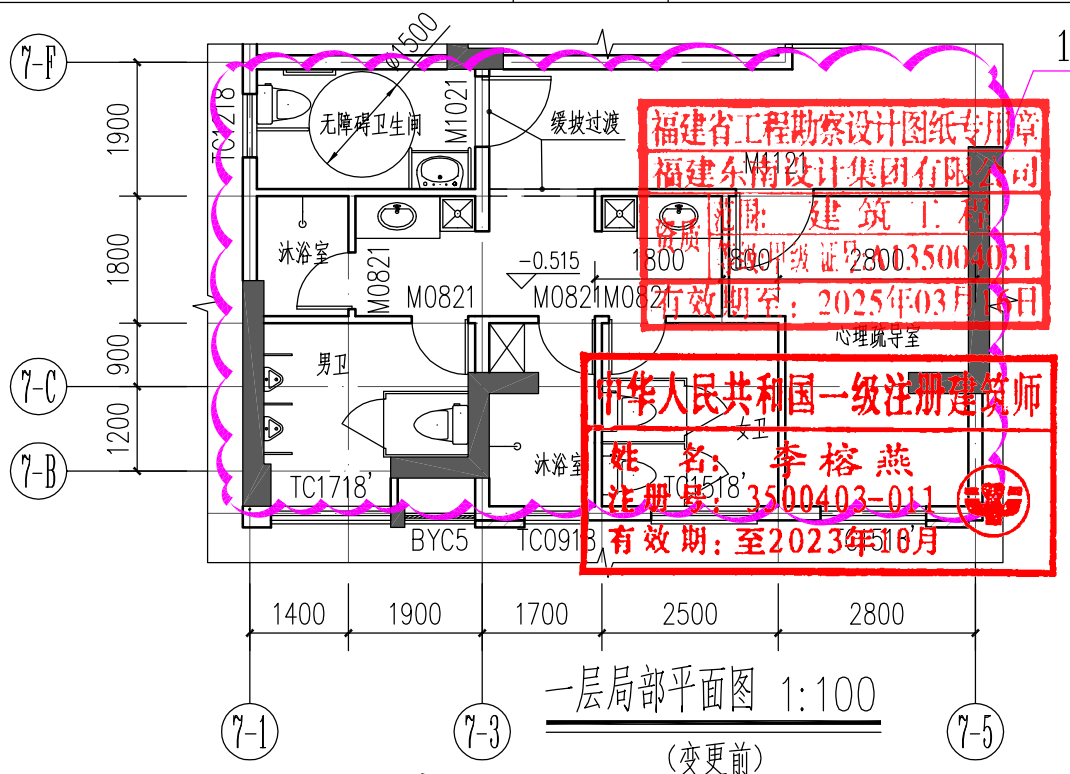 7-F
1
φ1500
1900
TC1218
无障碍卫生间
M1021
缓坡过渡
M1121
福建省工程勘察设计图纸专用章
福建东南设计集团有限公司
资质
范围: 建筑工程
A135004031
有效期至: 2025年03月16日
沐浴室
1800
M0821
-0.515
1800
800
2800
M0821
M0821
M0821
900
男卫
心理疏导室
7-C
中华人民共和国一级注册建筑师
1200
女卫
姓名: 李榕燕
沐浴室
7-B
TC1718'
TC1518'
注册号: 3500403-011
BYC5
TC0918
有效期: 至2023年10月
1400
1900
1700
2500
2800
一层局部平面图 1:100
7-1
7-3
7-5
(变更前)